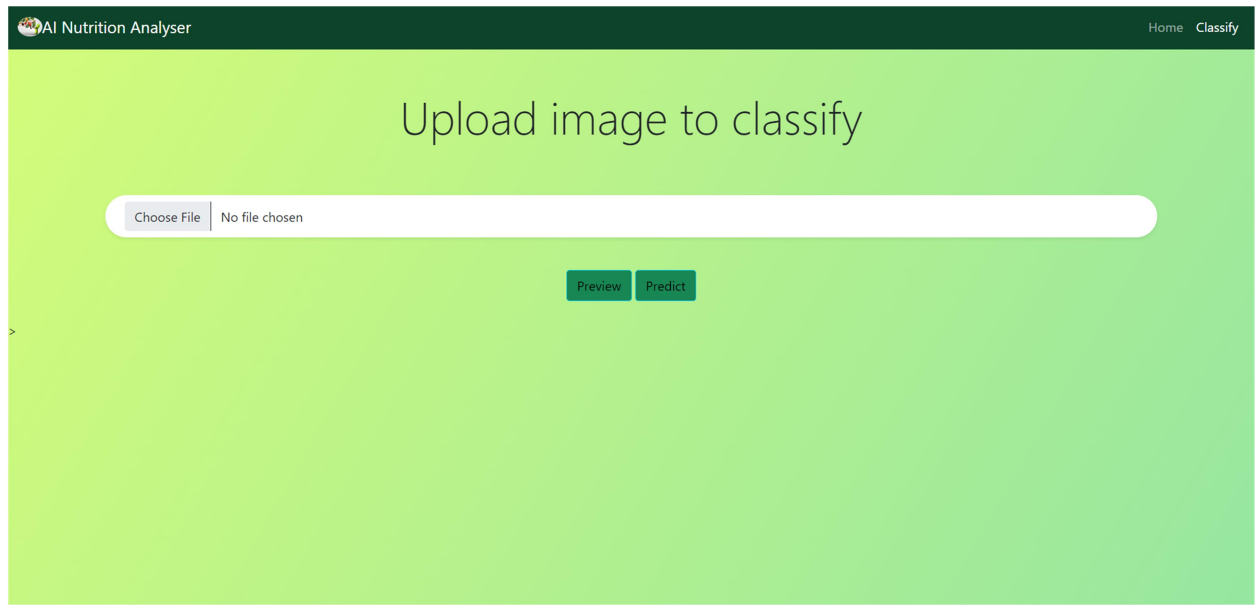 AI Nutrition Analyser Home Classify
Upload image to classify
Choose File No file chosen
Preview Predict
>